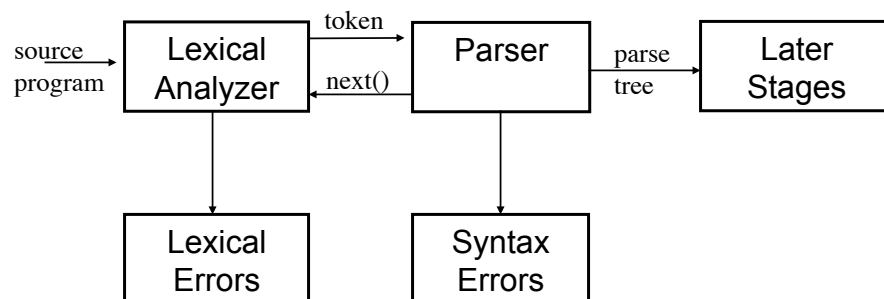 source
program
Lexical
Analyzer
token
next()
Parser
parse
tree
Later
Stages
Lexical
Errors
Syntax
Errors